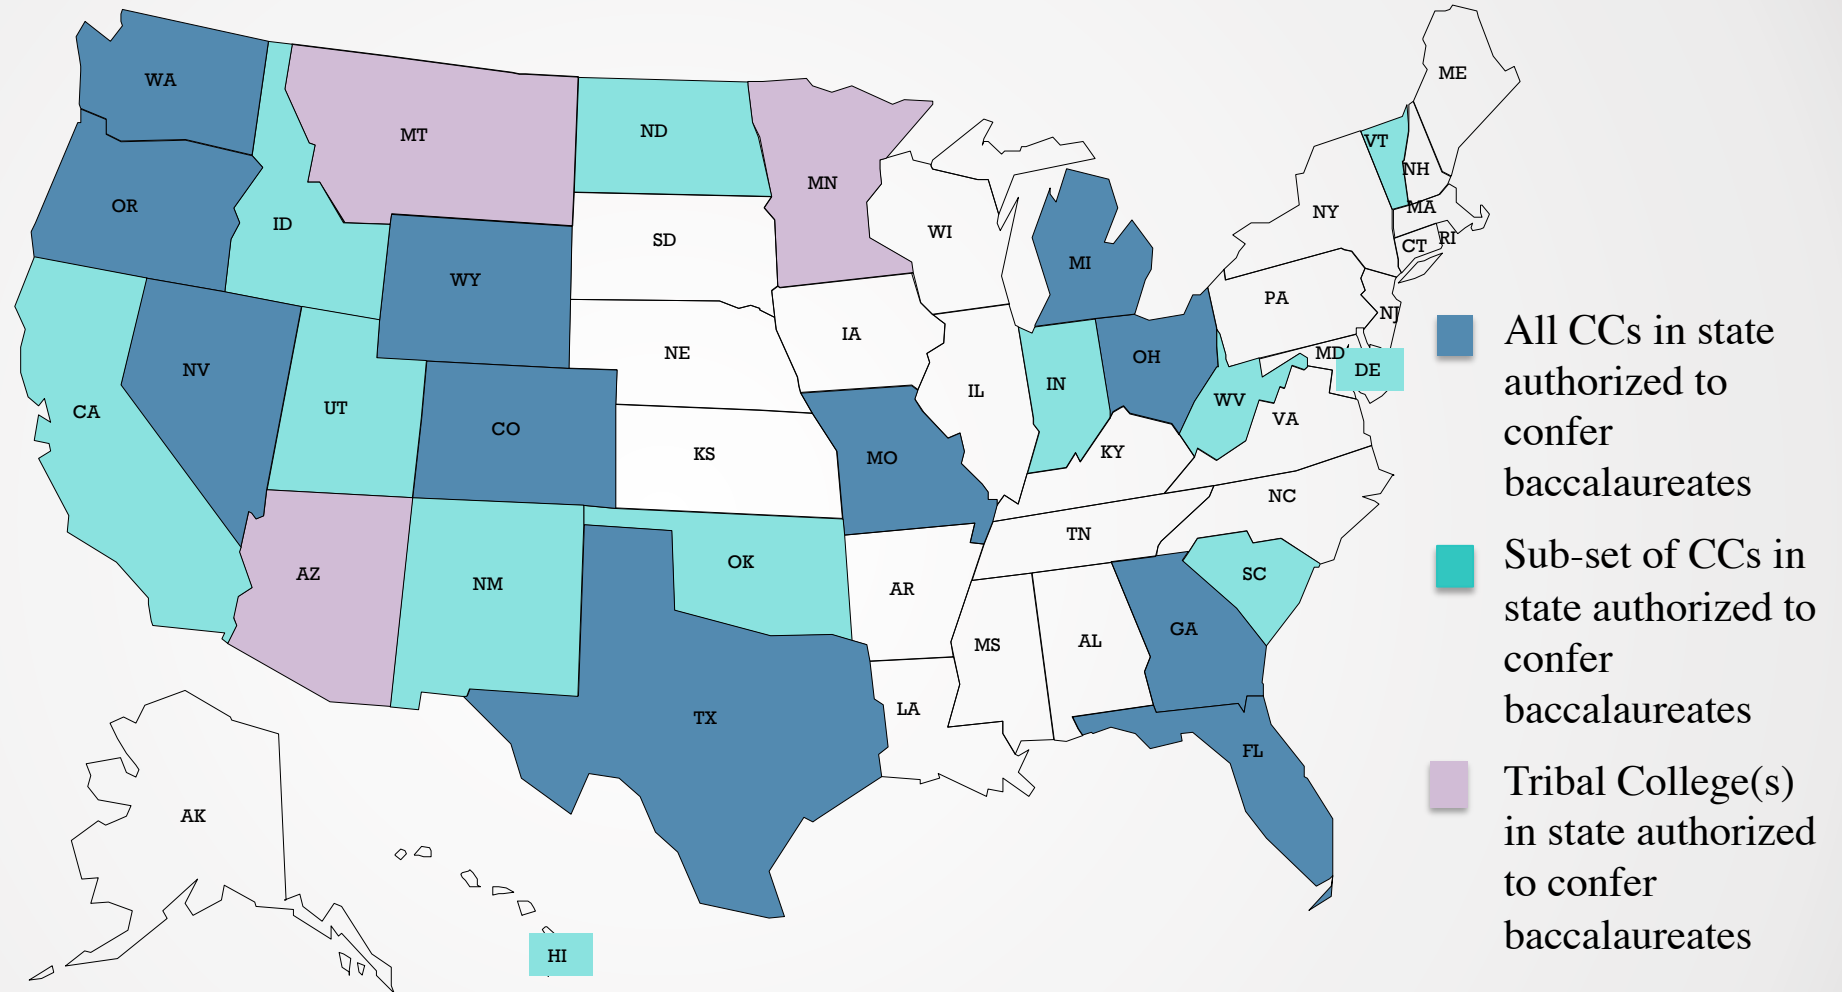 WA
MT
ND
MN
ME
OR
ID
SD
WI
VT
NH
NY
MA
CT
RI
WY
MI
PA
NJ
NV
UT
CA
CO
NE
IA
IL
IN
OH
MD
DE
WV
VA
KS
MO
KY
NC
TN
AZ
NM
OK
AR
SC
MS
AL
GA
TX
LA
FL
AK
HI
All CCs in state
authorized to
confer
baccalaureates
Sub-set of CCs in
state authorized to
confer
baccalaureates
Tribal College(s)
in state authorized
to confer
baccalaureates